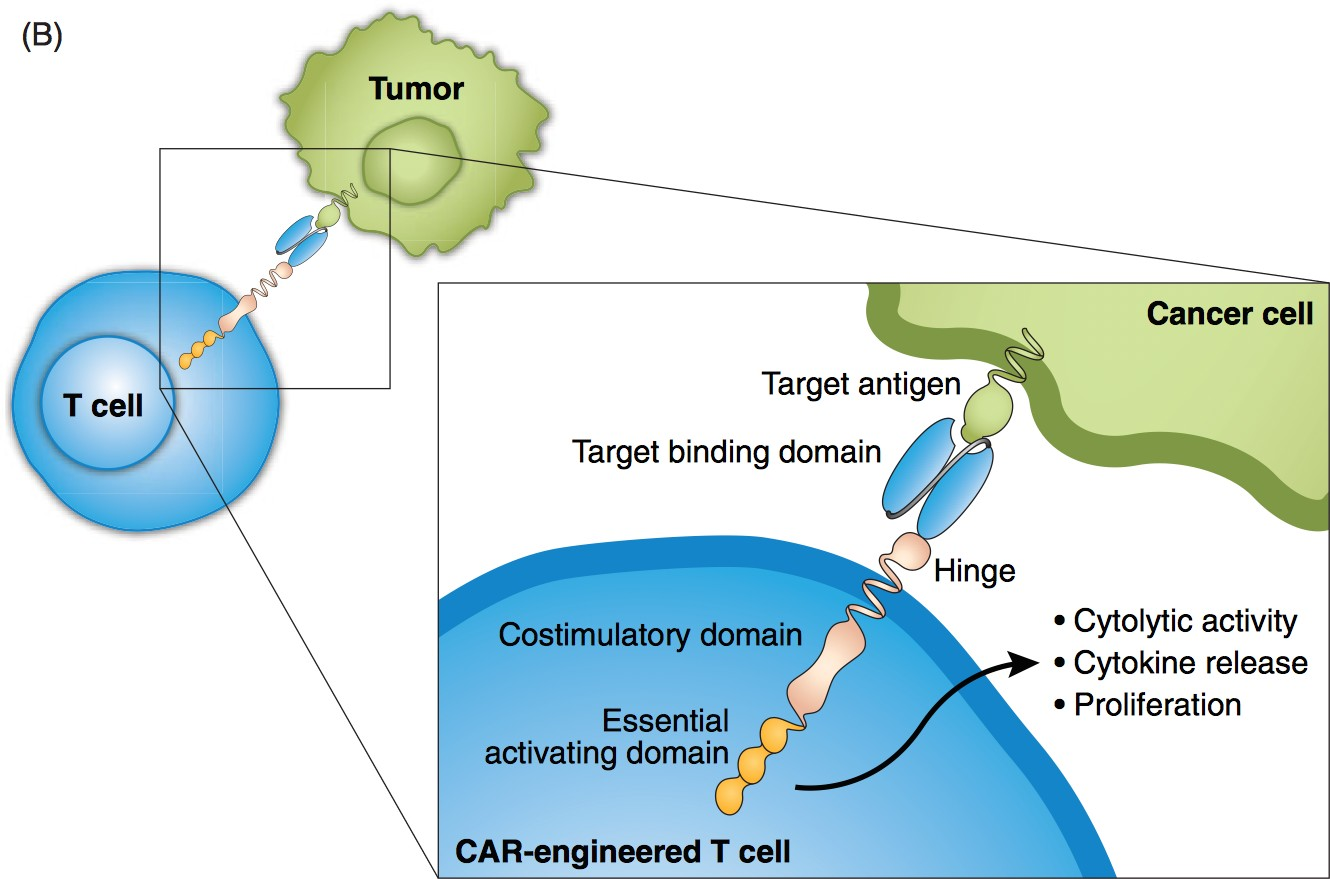 (B)
Tumor
T cell
Cancer cell
Target antigen
Target binding domain
Hinge
Costimulatory domain
• Cytolytic activity
• Cytokine release
• Proliferation
Essential
activating domain
CAR-engineered T cell